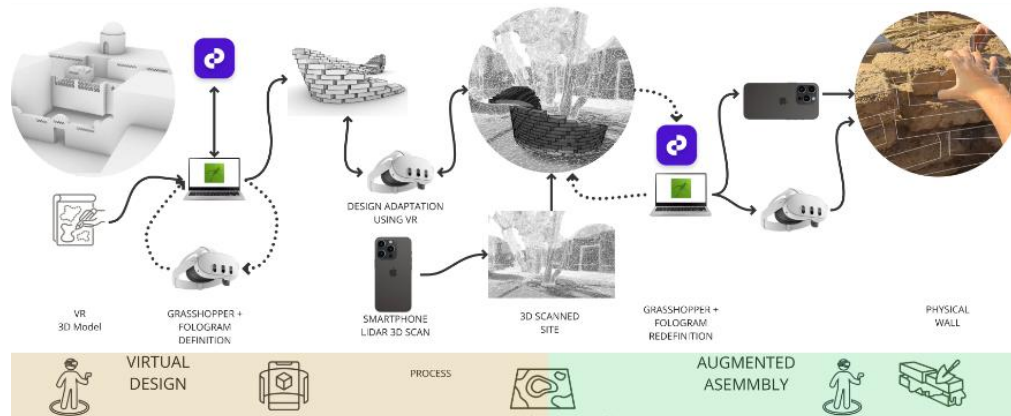 DESIGN ADAPTATION
USING VR
VR
3D Model
GRASSHOPPER +
FOLOGRAM
DEFINITION
SMARTPHONE
LIDAR 3D SCAN
3D SCANNED
SITE
GRASSHOPPER +
FOLOGRAM
REDEFINITION
PHYSICAL
WALL
VIRTUAL
DESIGN
PROCESS
AUGMENTED
ASEMMBLY